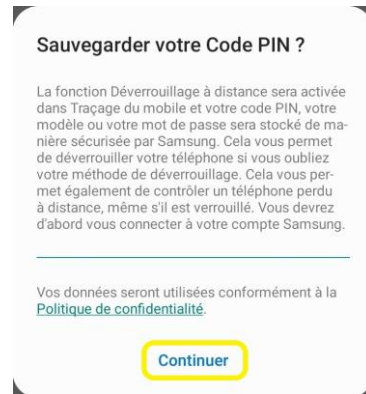 Sauvegarder votre Code PIN ?
La fonction Déverrouillage à distance sera activée
dans Traçage du mobile et votre code PIN, votre
modèle ou votre mot de passe sera stocké de ma-
nière sécurisée par Samsung. Cela vous permet
de déverrouiller votre téléphone si vous oubliez
votre méthode de déverrouillage. Cela vous per-
met également de contrôler un téléphone perdu
à distance, même s'il est verrouillé. Vous devrez
d'abord vous connecter à votre compte Samsung.
Vos données seront utilisées conformément à la
Politique de confidentialité.
Continuer